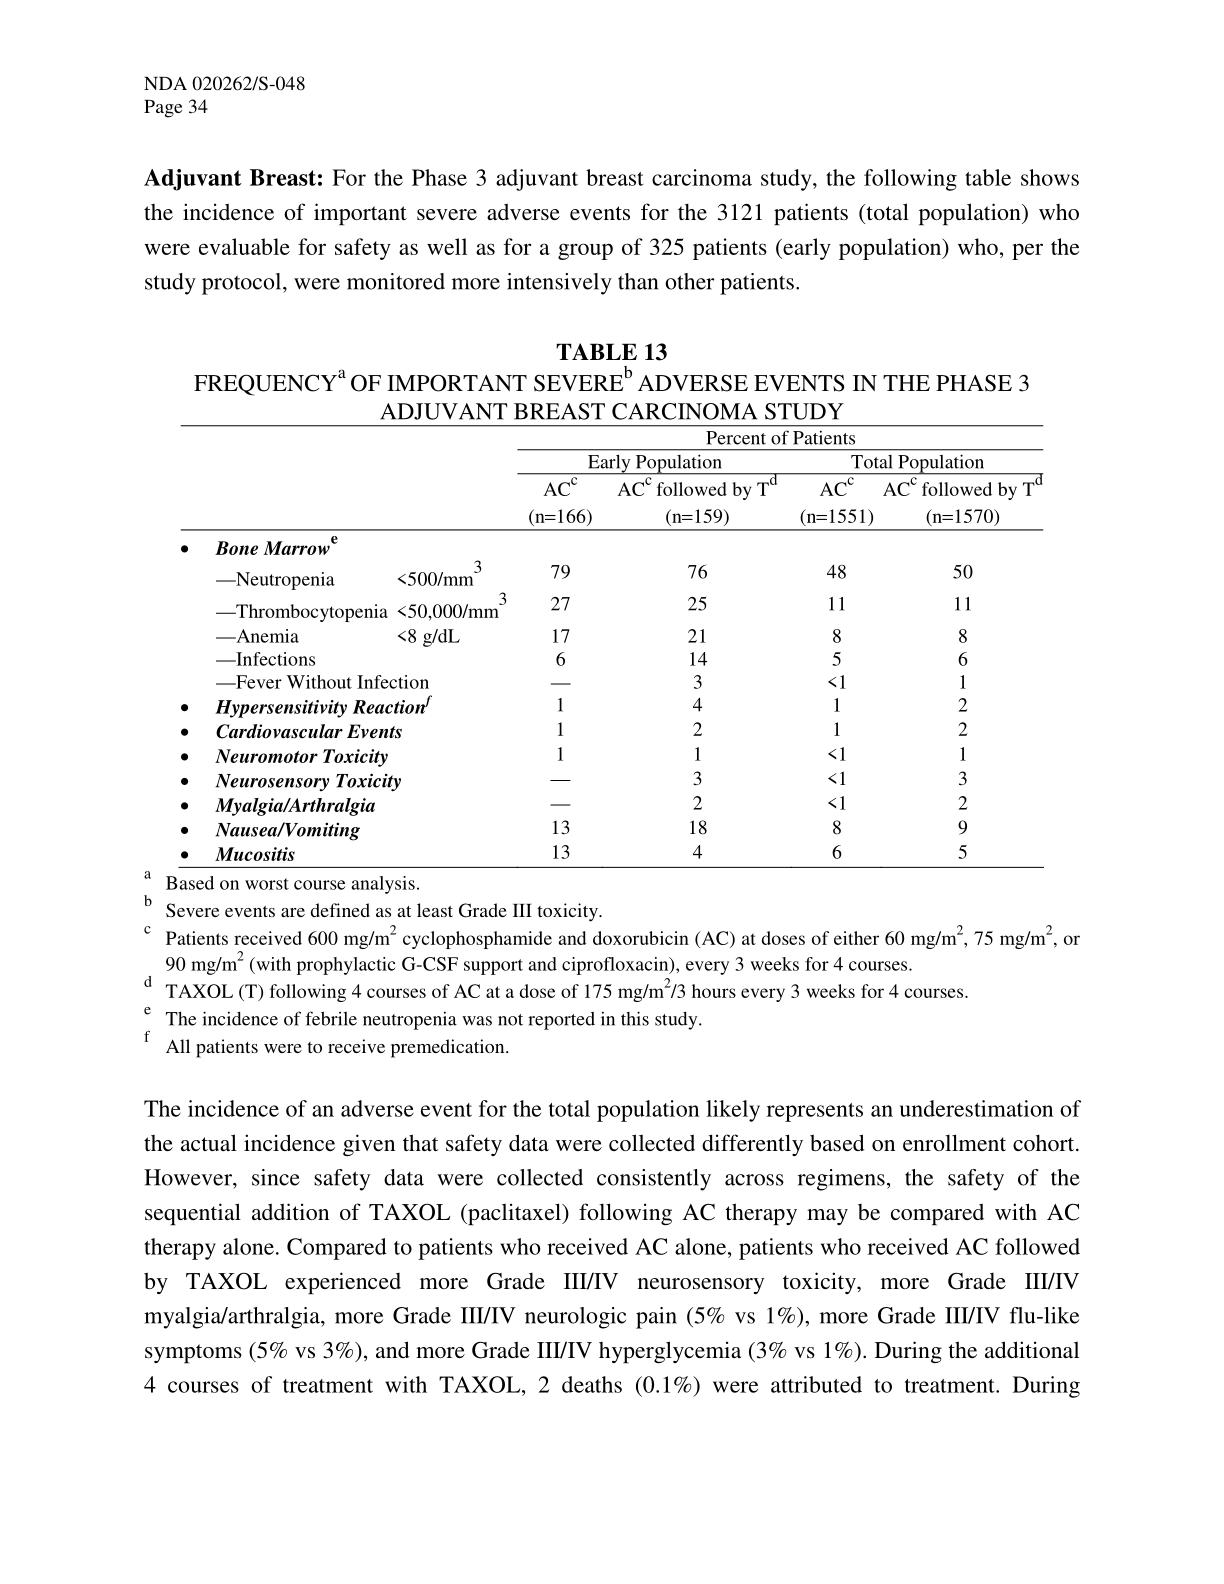 NDA 020262/S-048
Page 34
Adjuvant Breast: For the Phase 3 adjuvant breast carcinoma study, the following table shows
the incidence of important severe adverse events for the 3121 patients (total population) who
were evaluable for safety as well as for a group of 325 patients (early population) who, per the
study protocol, were monitored more intensively than other patients.
TABLE 13
FREQUENCYᵃ OF IMPORTANT SEVEREᵇ ADVERSE EVENTS IN THE PHASE 3
ADJUVANT BREAST CARCINOMA STUDY
Percent of Patients
Early Population Total Population
ACᶜ ACᶜ followed by Tᵈ ACᶜ ACᶜ followed by Tᵈ
(n=166) (n=159) (n=1551) (n=1570)
• Bone Marrowᵉ
—Neutropenia <500/mm³ 79 76 48 50
—Thrombocytopenia <50,000/mm³ 27 25 11 11
—Anemia <8 g/dL 17 21 8 8
—Infections 6 14 5 6
—Fever Without Infection — 3 <1 1
• Hypersensitivity Reactionᶠ 1 4 1 2
• Cardiovascular Events 1 2 1 2
• Neuromotor Toxicity 1 1 <1 1
• Neurosensory Toxicity — 3 <1 3
• Myalgia/Arthralgia — 2 <1 2
• Nausea/Vomiting 13 18 8 9
• Mucositis 13 4 6 5
ᵃ Based on worst course analysis.
ᵇ Severe events are defined as at least Grade III toxicity.
ᶜ Patients received 600 mg/m² cyclophosphamide and doxorubicin (AC) at doses of either 60 mg/m², 75 mg/m², or
90 mg/m² (with prophylactic G-CSF support and ciprofloxacin), every 3 weeks for 4 courses.
ᵈ TAXOL (T) following 4 courses of AC at a dose of 175 mg/m²/3 hours every 3 weeks for 4 courses.
ᵉ The incidence of febrile neutropenia was not reported in this study.
ᶠ All patients were to receive premedication.
The incidence of an adverse event for the total population likely represents an underestimation of
the actual incidence given that safety data were collected differently based on enrollment cohort.
However, since safety data were collected consistently across regimens, the safety of the
sequential addition of TAXOL (paclitaxel) following AC therapy may be compared with AC
therapy alone. Compared to patients who received AC alone, patients who received AC followed
by TAXOL experienced more Grade III/IV neurosensory toxicity, more Grade III/IV
myalgia/arthralgia, more Grade III/IV neurologic pain (5% vs 1%), more Grade III/IV flu-like
symptoms (5% vs 3%), and more Grade III/IV hyperglycemia (3% vs 1%). During the additional
4 courses of treatment with TAXOL, 2 deaths (0.1%) were attributed to treatment. During